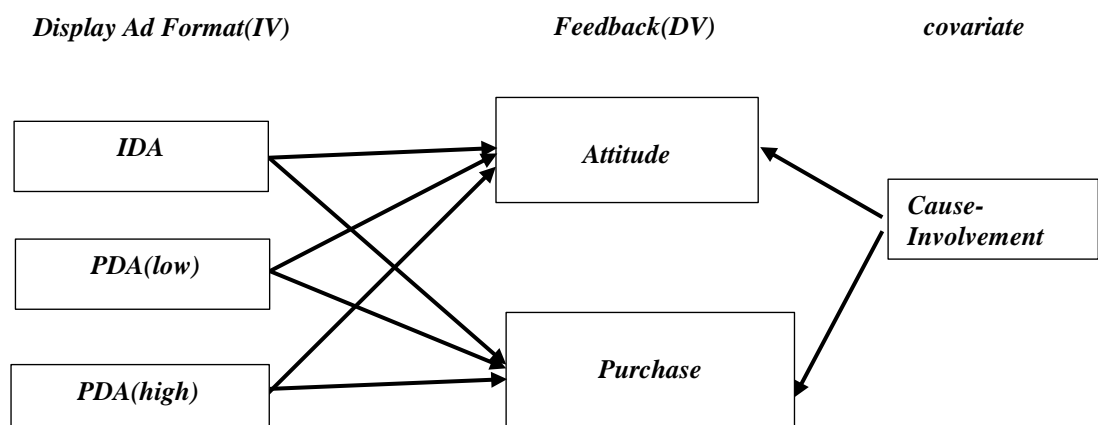 Display Ad Format(IV) Feedback(DV) covariate
IDA
Attitude
Cause-
Involvement
PDA(low)
Purchase
PDA(high)